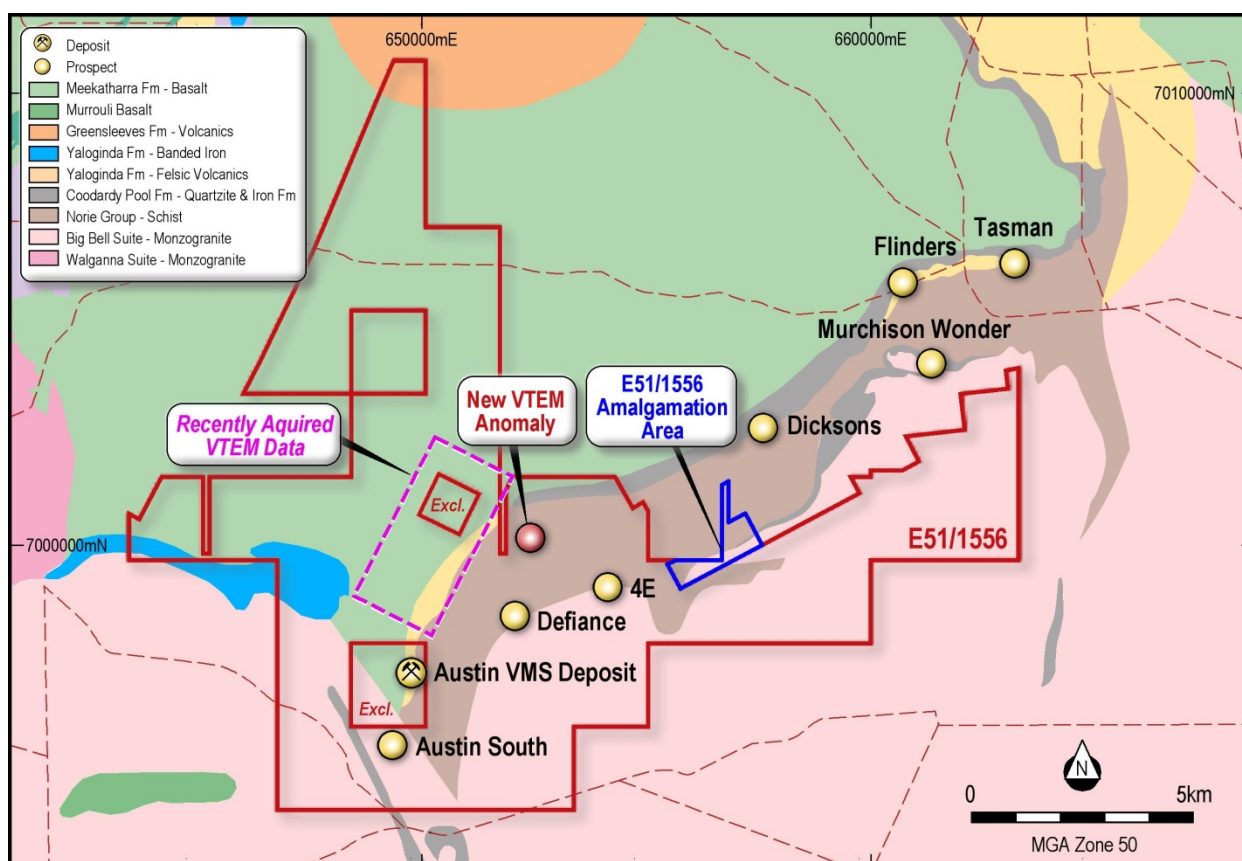 650000mE
660000mE
7010000mN
Deposit
Prospect
Meekatharra Fm - Basalt
Murrouli Basalt
Greensleeves Fm - Volcanics
Yaloginda Fm - Banded Iron
Yaloginda Fm - Felsic Volcanics
Coodardy Pool Fm - Quartzite & Iron Fm
Norie Group - Schist
Big Bell Suite - Monzogranite
Walganna Suite - Monzogranite
Tasman
Flinders
Murchison Wonder
E51/1556
Amalgamation
Area
New VTEM
Anomaly
Recently Aquired
VTEM Data
Dicksons
Excl.
7000000mN
E51/1556
4E
Defiance
Austin VMS Deposit
Excl.
Austin South
N
0
5km
MGA Zone 50